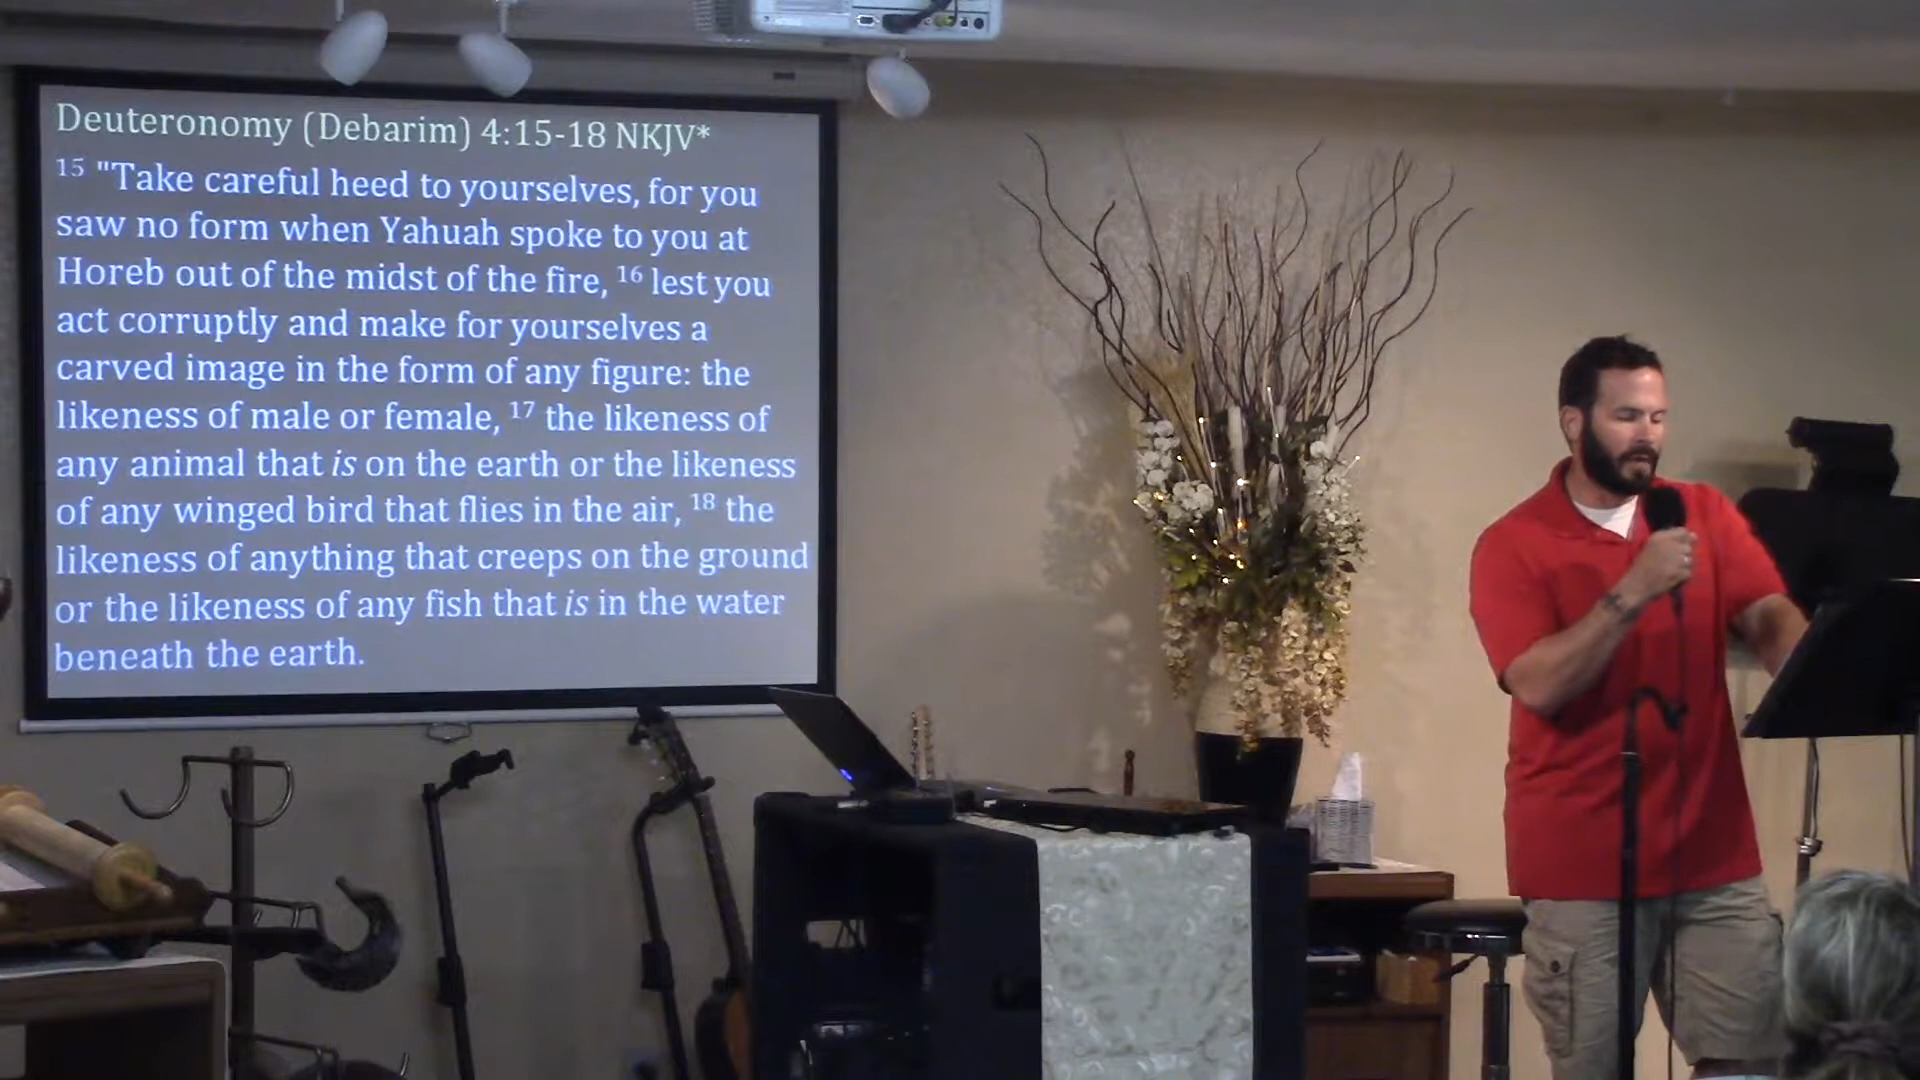 Deuteronomy (Debarim) 4:15-18 NKJV*
15 "Take careful heed to yourselves, for you
saw no form when Yahuah spoke to you at
Horeb out of the midst of the fire, 16 lest you
act corruptly and make for yourselves a
carved image in the form of any figure: the
likeness of male or female, 17 the likeness of
any animal that is on the earth or the likeness
of any winged bird that flies in the air, 18 the
likeness of anything that creeps on the ground
or the likeness of any fish that is in the water
beneath the earth.